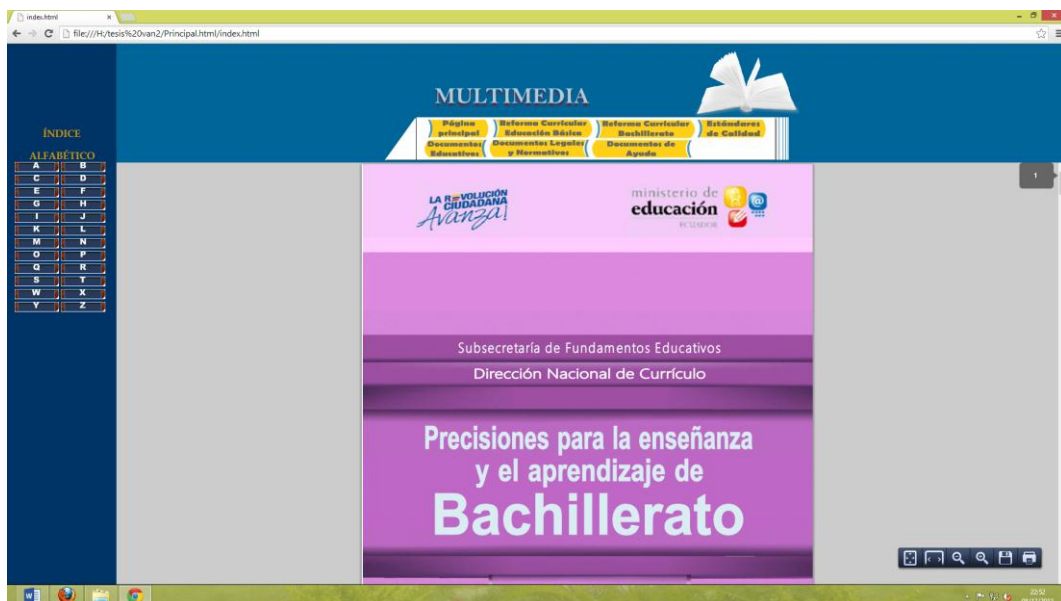 index.html
file:///H:/tesis%20van2/Principal.html/index.html
MULTIMEDIA
Página principal
Reforma Curricular Educación Básica
Reforma Curricular Bachillerato
Estándares de Calidad
Documentos Educativos
Documentos Legales y Normativos
Documentos de Ayuda
ÍNDICE
ALFABÉTICO
A B
C D
E F
G H
I J
K L
M N
O P
Q R
S T
W X
Y Z
1
LA REVOLUCIÓN
CIUDADANA
Avanza!
ministerio de
educación
ECUADOR
Subsecretaría de Fundamentos Educativos
Dirección Nacional de Currículo
Precisiones para la enseñanza
y el aprendizaje de
Bachillerato
22:52